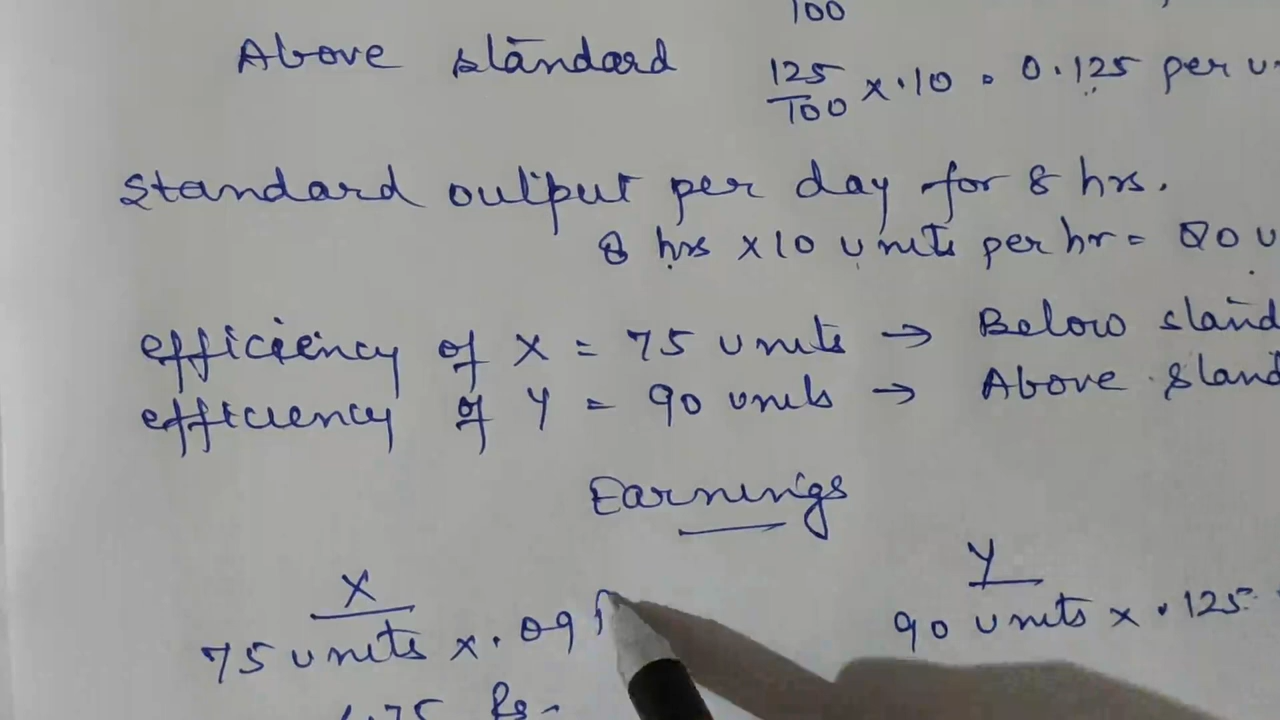 100
Above standard 125/100 x .10 = 0.125 per
Standard output per day for 8 hrs.
8 hrs x 10 units per hr = 80 u
efficiency of X = 75 units → Below stand
efficiency of Y = 90 units → Above stand
Earnings
X Y
75 units x .09 90 units x .125
Rs.